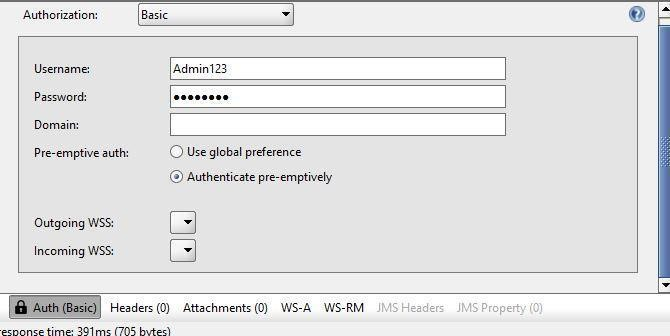 Authorization: Basic
?
Username: Admin123
Password: ••••••••
Domain:
Pre-emptive auth: Use global preference
Authenticate pre-emptively
Outgoing WSS:
Incoming WSS:
Auth (Basic) Headers (0) Attachments (0) WS-A WS-RM JMS Headers JMS Property (0)
esponse time: 391ms (705 bytes)